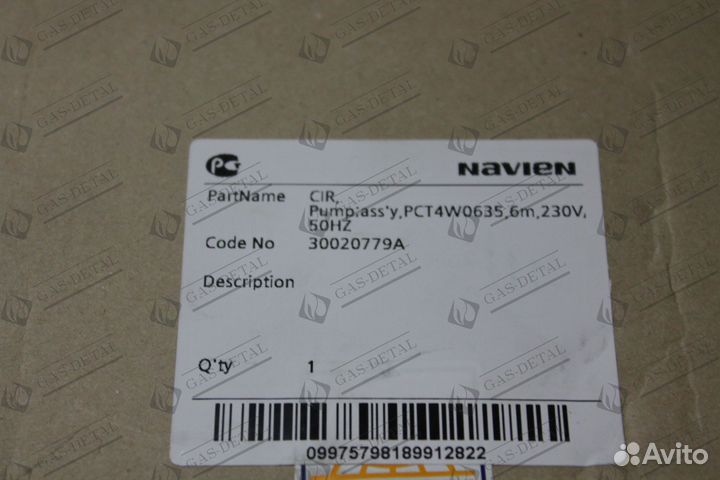 PG NAVIEN
PartName CIR,
Pump:ass'y,PCT4W0635,6m,230V,
50HZ
Code No 30020779A
Description
Q'ty 1
09975798189912822
GAS-DETAL
Avito